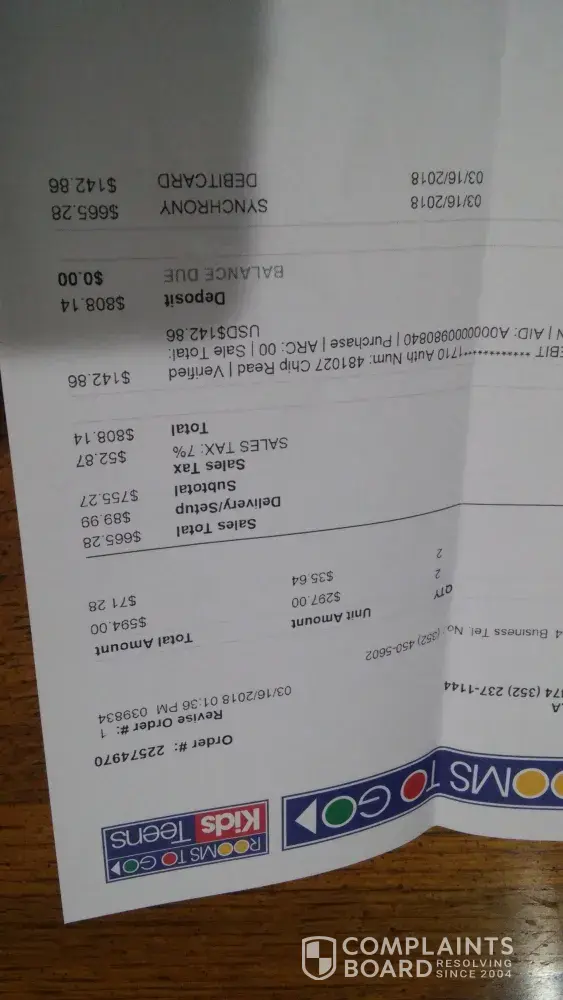 ROOMS TO GO
ROOMS TO GO
Kids Teens
Order #: 22574970
Revise Order#: 1
03/16/2018 01:36 PM 039834
(352) 237-1144
Business Tel. No: (352) 450-5602
QTY Unit Amount Total Amount
2 $297.00 $594.00
2 $35.64 $71.28
Sales Total $665.28
Delivery/Setup $89.99
Subtotal $755.27
Sales Tax
SALES TAX: 7% $52.87
Total $808.14
1710 Auth Num: 481027 Chip Read | Verified $142.86
AID: A0000000980840 | Purchase | ARC: 00 | Sale Total:
USD$142.86
Deposit $808.14
BALANCE DUE $0.00
03/16/2018 SYNCHRONY $665.28
03/16/2018 DEBITCARD $142.86
COMPLAINTS
BOARD RESOLVING
SINCE 2004